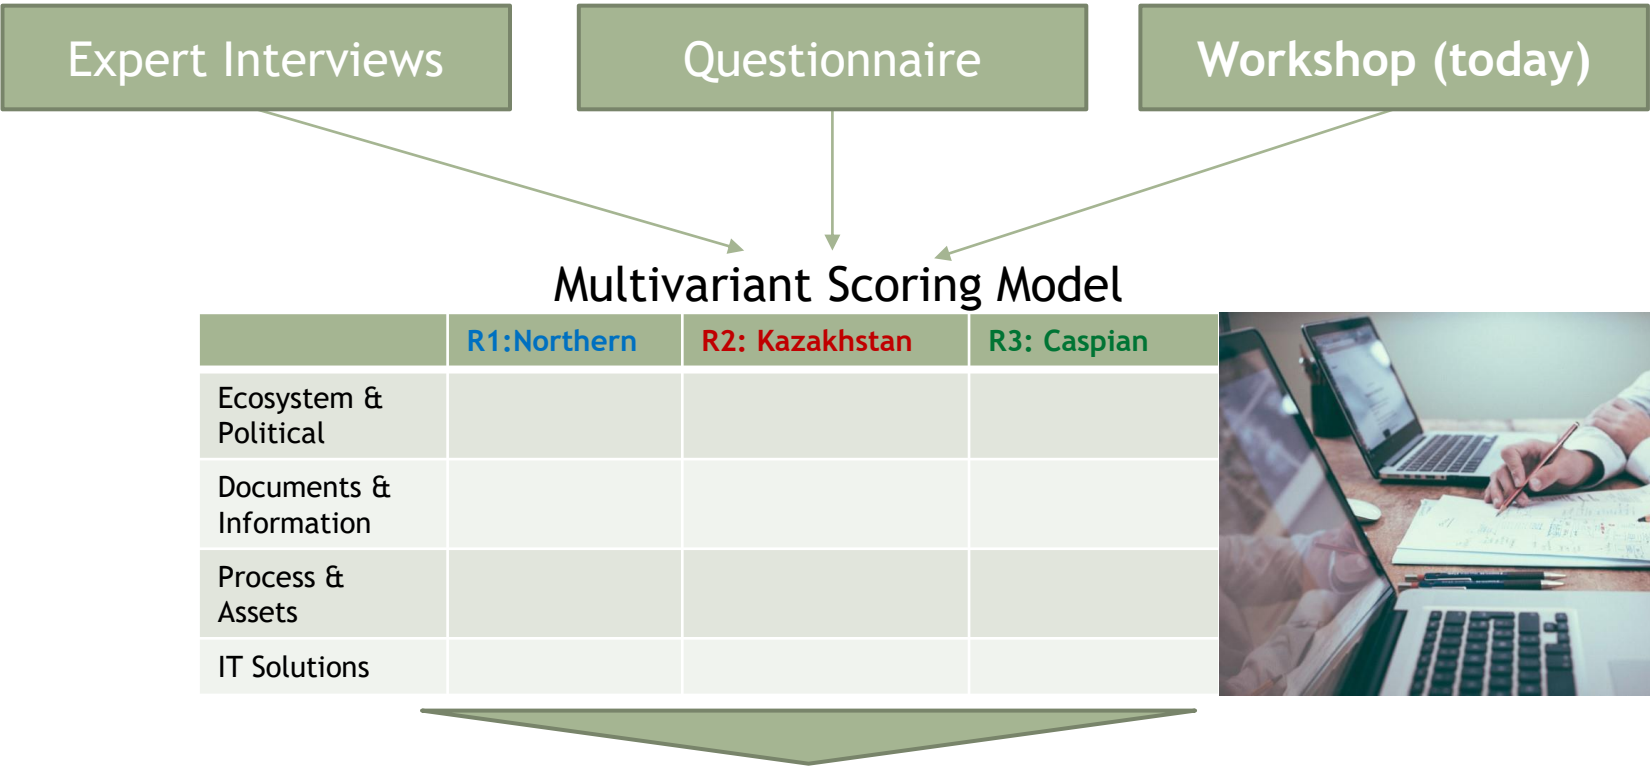 Expert Interviews
Questionnaire
Workshop (today)
Multivariant Scoring Model
R1:Northern
R2: Kazakhstan
R3: Caspian
Ecosystem &
Political
Documents &
Information
Process &
Assets
IT Solutions